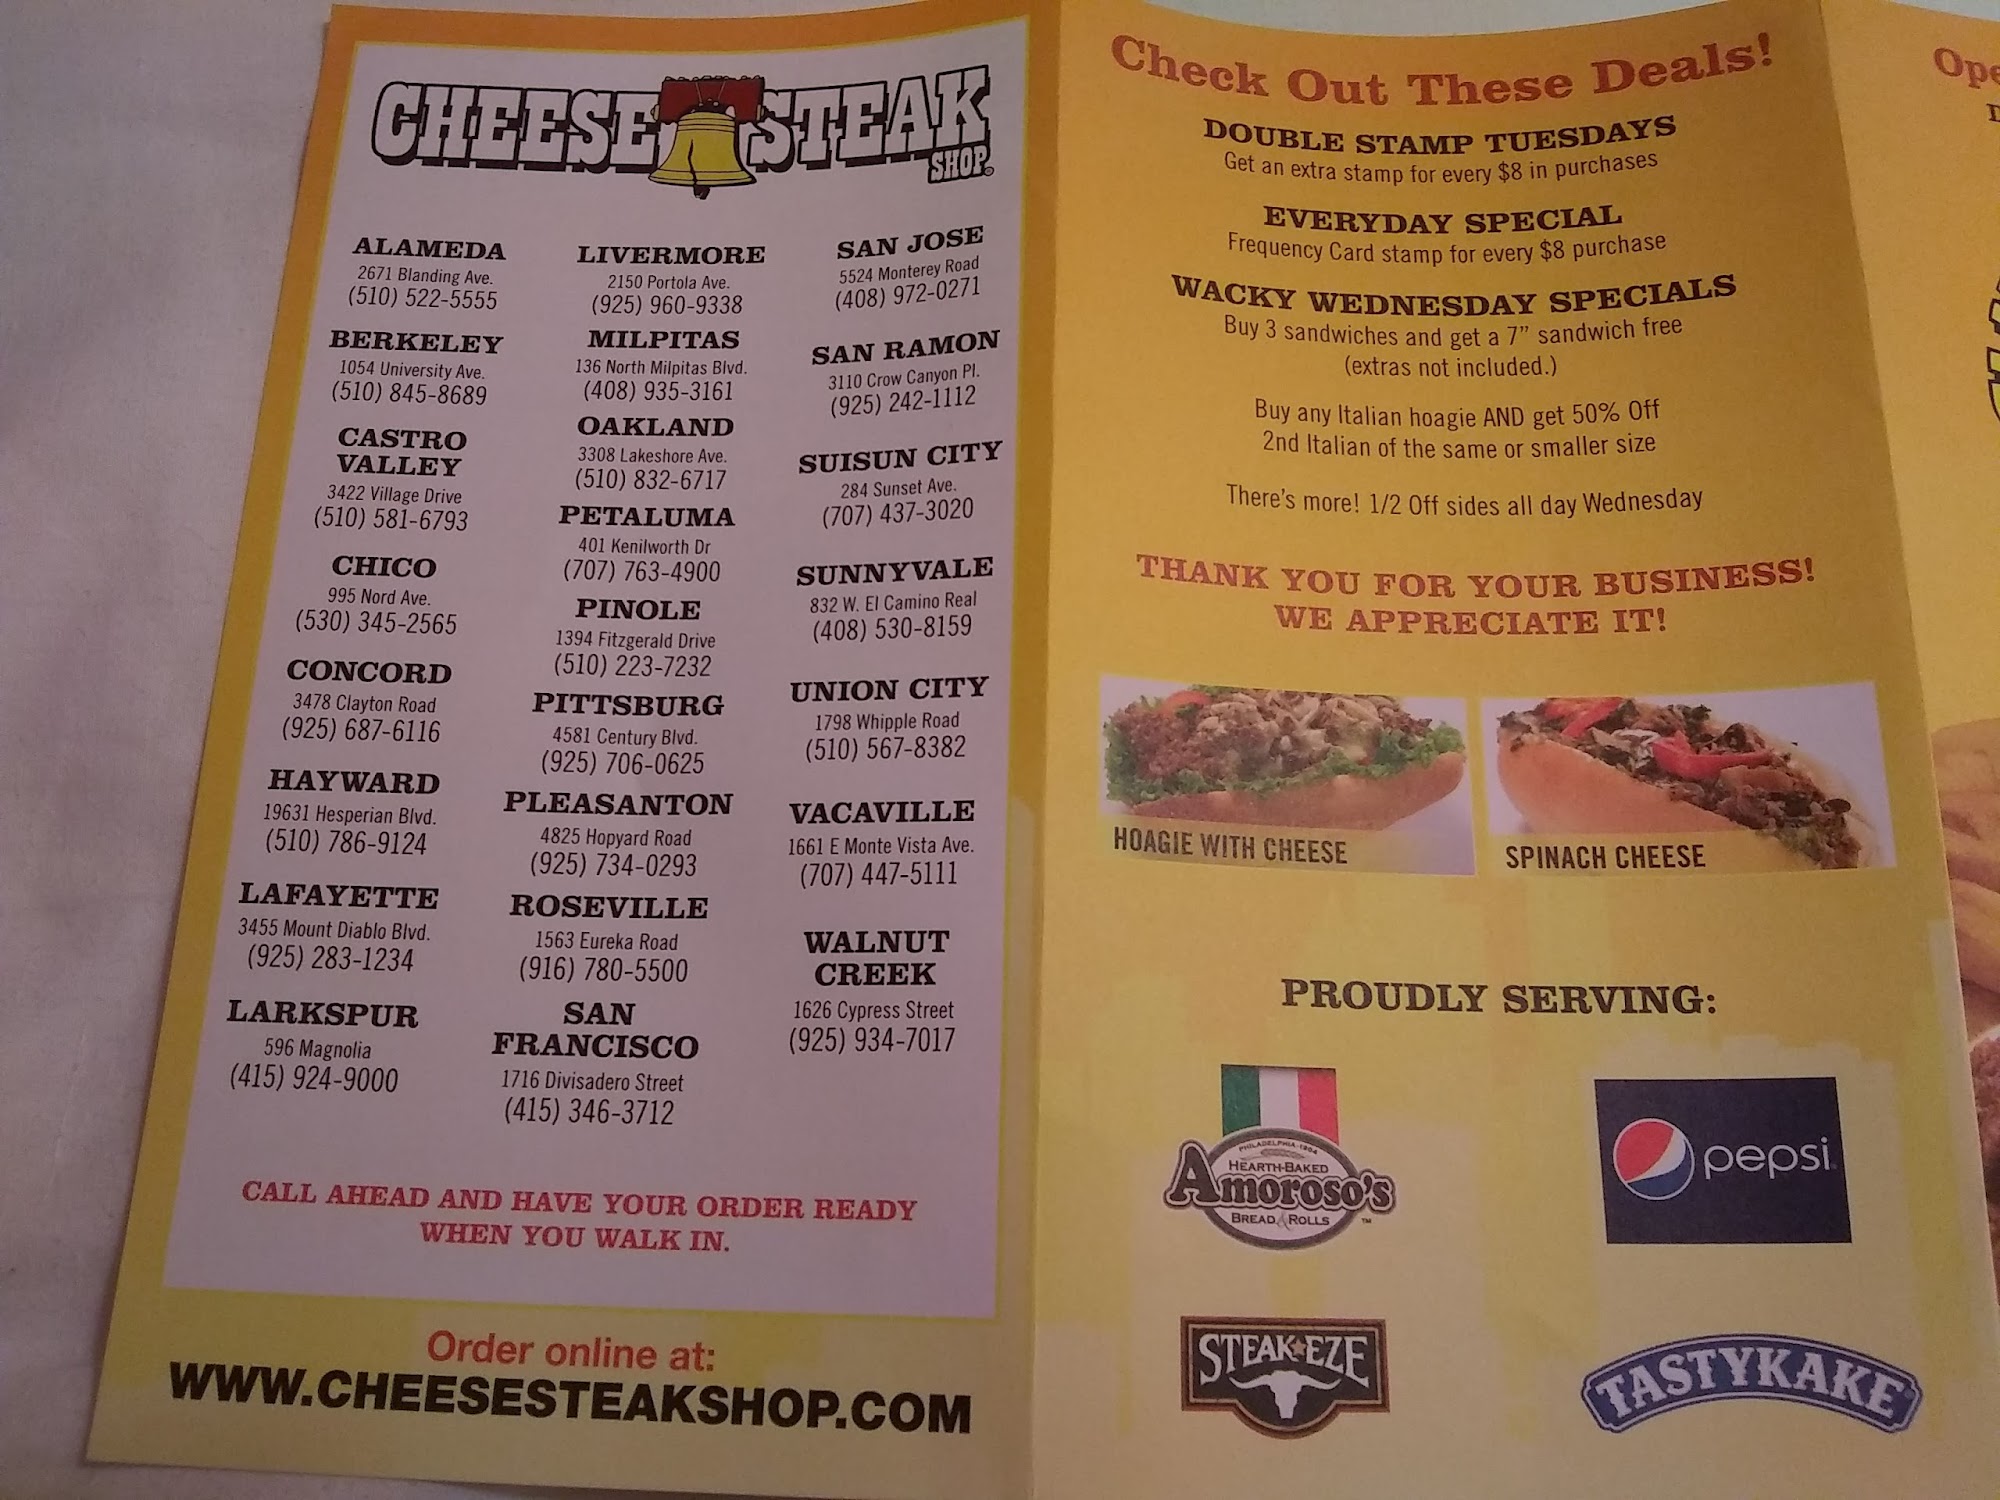 CHEESE STEAK
SHOP
ALAMEDA
2671 Blanding Ave.
(510) 522-5555
BERKELEY
1054 University Ave.
(510) 845-8689
CASTRO
VALLEY
3422 Village Drive
(510) 581-6793
CHICO
995 Nord Ave.
(530) 345-2565
CONCORD
3478 Clayton Road
(925) 687-6116
HAYWARD
19631 Hesperian Blvd.
(510) 786-9124
LAFAYETTE
3455 Mount Diablo Blvd.
(925) 283-1234
LARKSPUR
596 Magnolia
(415) 924-9000
LIVERMORE
2150 Portola Ave.
(925) 960-9338
MILPITAS
136 North Milpitas Blvd.
(408) 935-3161
OAKLAND
3308 Lakeshore Ave.
(510) 832-6717
PETALUMA
401 Kenilworth Dr
(707) 763-4900
PINOLE
1394 Fitzgerald Drive
(510) 223-7232
PITTSBURG
4581 Century Blvd.
(925) 706-0625
PLEASANTON
4825 Hopyard Road
(925) 734-0293
ROSEVILLE
1563 Eureka Road
(916) 780-5500
SAN
FRANCISCO
1716 Divisadero Street
(415) 346-3712
SAN JOSE
5524 Monterey Road
(408) 972-0271
SAN RAMON
3110 Crow Canyon Pl.
(925) 242-1112
SUISUN CITY
284 Sunset Ave.
(707) 437-3020
SUNNYVALE
832 W. El Camino Real
(408) 530-8159
UNION CITY
1798 Whipple Road
(510) 567-8382
VACAVILLE
1661 E Monte Vista Ave.
(707) 447-5111
WALNUT
CREEK
1626 Cypress Street
(925) 934-7017
CALL AHEAD AND HAVE YOUR ORDER READY
WHEN YOU WALK IN.
Order online at:
WWW.CHEESESTEAKSHOP.COM
Check Out These Deals!
DOUBLE STAMP TUESDAYS
Get an extra stamp for every $8 in purchases
EVERYDAY SPECIAL
Frequency Card stamp for every $8 purchase
WACKY WEDNESDAY SPECIALS
Buy 3 sandwiches and get a 7" sandwich free
(extras not included.)
Buy any Italian hoagie AND get 50% Off
2nd Italian of the same or smaller size
There's more! 1/2 Off sides all day Wednesday
THANK YOU FOR YOUR BUSINESS!
WE APPRECIATE IT!
HOAGIE WITH CHEESE
SPINACH CHEESE
PROUDLY SERVING:
PHILADELPHIA-1904
HEARTH-BAKED
Amoroso's
BREAD & ROLLS
pepsi
STEAK EZE
TASTYKAKE